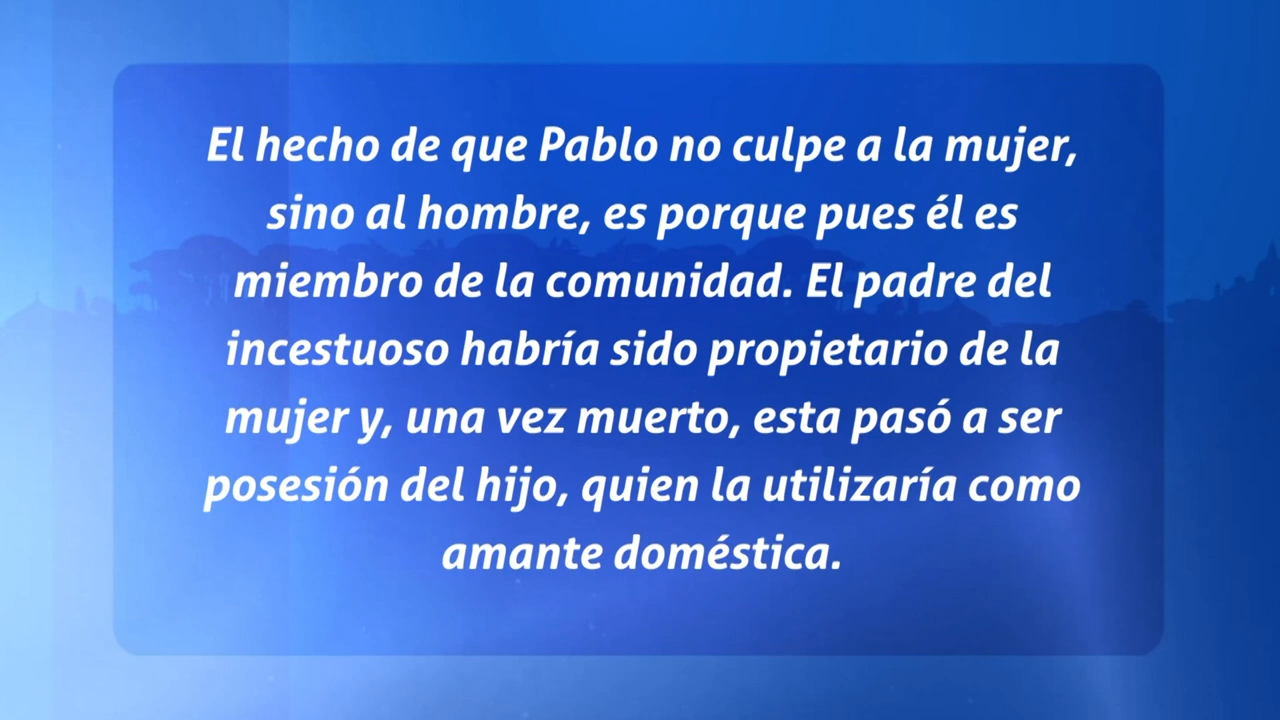 El hecho de que Pablo no culpe a la mujer,
sino al hombre, es porque pues él es
miembro de la comunidad. El padre del
incestuoso habría sido propietario de la
mujer y, una vez muerto, esta pasó a ser
posesión del hijo, quien la utilizaría como
amante doméstica.